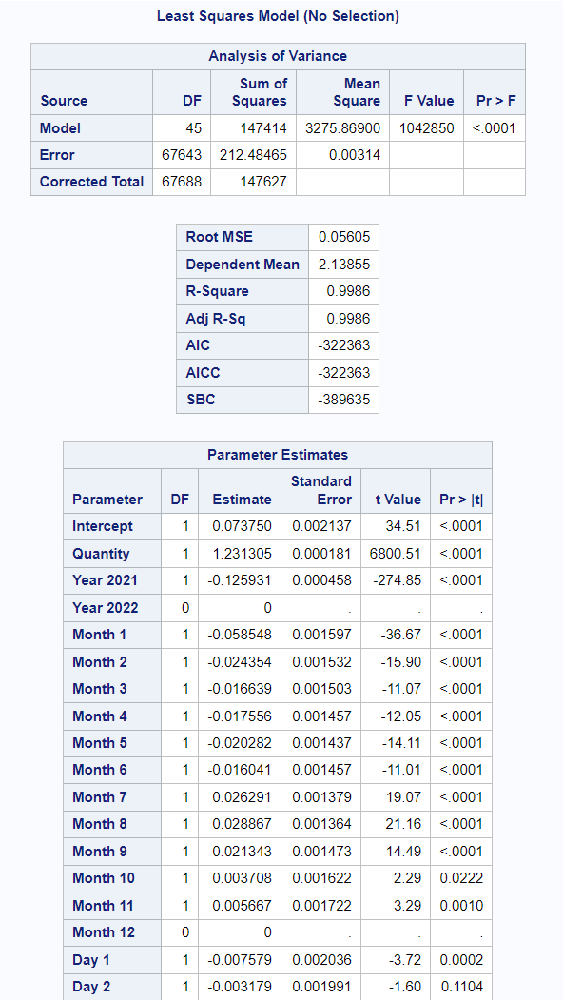 Least Squares Model (No Selection)
Analysis of Variance
Source DF Sum of Squares Mean Square F Value Pr > F
Model 45 147414 3275.86900 1042850 <.0001
Error 67643 212.48465 0.00314
Corrected Total 67688 147627
Root MSE 0.05605
Dependent Mean 2.13855
R-Square 0.9986
Adj R-Sq 0.9986
AIC -322363
AICC -322363
SBC -389635
Parameter Estimates
Parameter DF Estimate Standard Error t Value Pr > |t|
Intercept 1 0.073750 0.002137 34.51 <.0001
Quantity 1 1.231305 0.000181 6800.51 <.0001
Year 2021 1 -0.125931 0.000458 -274.85 <.0001
Year 2022 0 0 . . .
Month 1 1 -0.058548 0.001597 -36.67 <.0001
Month 2 1 -0.024354 0.001532 -15.90 <.0001
Month 3 1 -0.016639 0.001503 -11.07 <.0001
Month 4 1 -0.017556 0.001457 -12.05 <.0001
Month 5 1 -0.020282 0.001437 -14.11 <.0001
Month 6 1 -0.016041 0.001457 -11.01 <.0001
Month 7 1 0.026291 0.001379 19.07 <.0001
Month 8 1 0.028867 0.001364 21.16 <.0001
Month 9 1 0.021343 0.001473 14.49 <.0001
Month 10 1 0.003708 0.001622 2.29 0.0222
Month 11 1 0.005667 0.001722 3.29 0.0010
Month 12 0 0 . . .
Day 1 1 -0.007579 0.002036 -3.72 0.0002
Day 2 1 -0.003179 0.001991 -1.60 0.1104